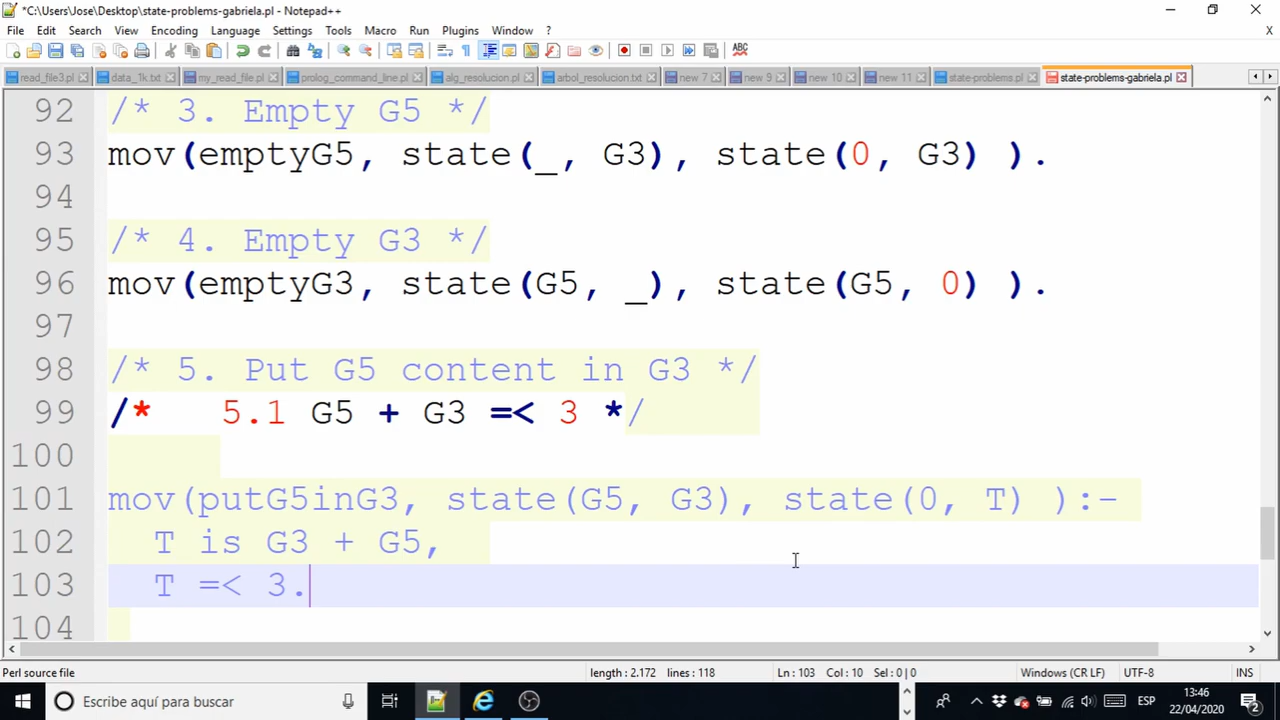 *C:\Users\Jose\Desktop\state-problems-gabriela.pl - Notepad++
File Edit Search View Encoding Language Settings Tools Macro Run Plugins Window ? X
read_file3.pl data_1k.txt my_read_file.pl prolog_command_line.pl alg_resolucion.pl arbol_resolucion.txt new 7 new 9 new 10 new 11 state-problems.pl state-problems-gabriela.pl
92 /* 3. Empty G5 */
93 mov(emptyG5, state(_, G3), state(0, G3) ).
94
95 /* 4. Empty G3 */
96 mov(emptyG3, state(G5, _), state(G5, 0) ).
97
98 /* 5. Put G5 content in G3 */
99 /*   5.1 G5 + G3 =< 3 */
100
101 mov(putG5inG3, state(G5, G3), state(0, T) ):-
102   T is G3 + G5,
103   T =< 3.
104
Perl source file length : 2.172 lines : 118 Ln : 103 Col : 10 Sel : 0 | 0 Windows (CR LF) UTF-8 INS
Escribe aquí para buscar ESP 13:46
22/04/2020 2